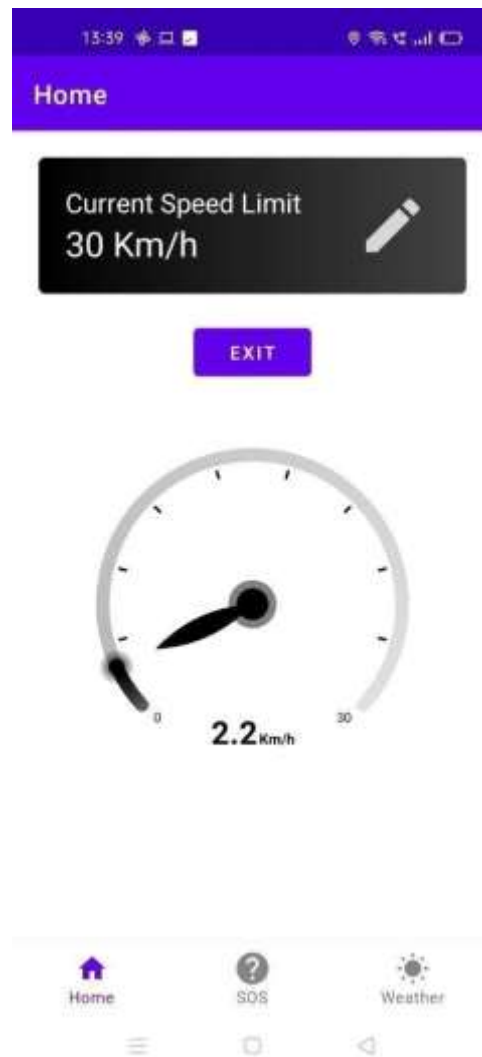 13:39
Home
Current Speed Limit
30 Km/h
EXIT
0
30
2.2Km/h
Home
SOS
Weather